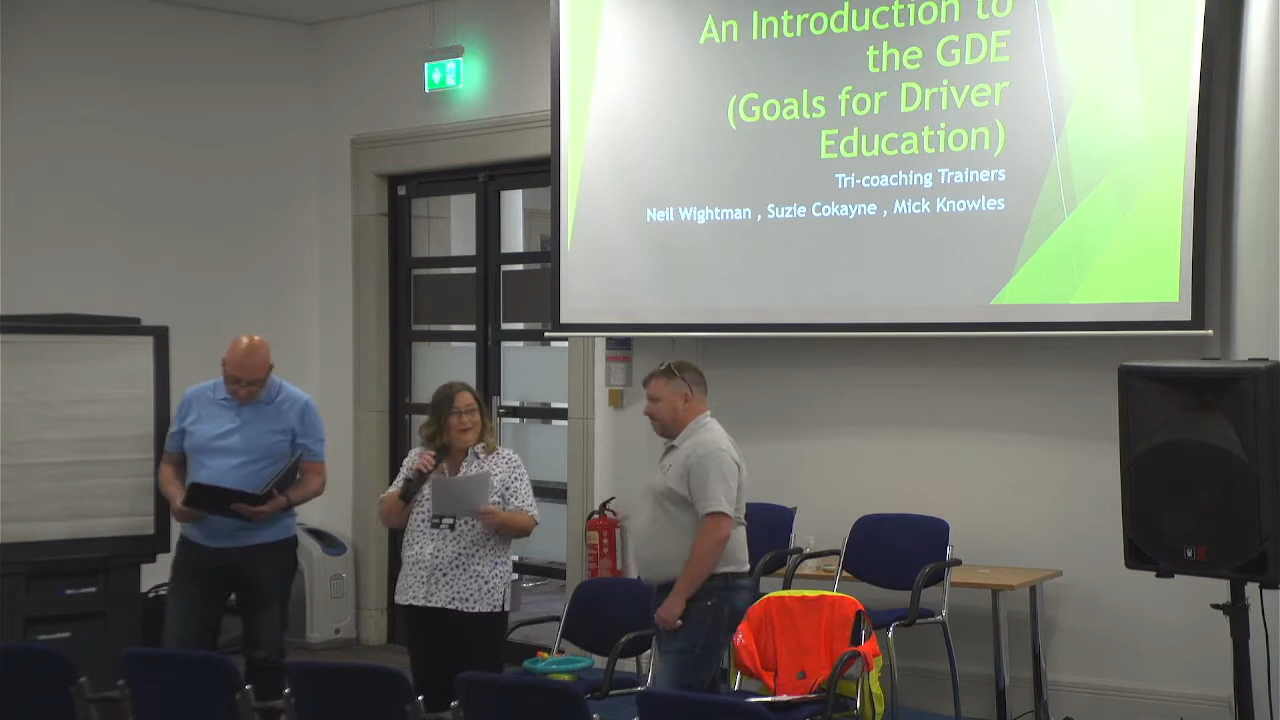 An Introduction to
the GDE
(Goals for Driver
Education)
Tri-coaching Trainers
Neil Wightman , Suzie Cokayne , Mick Knowles